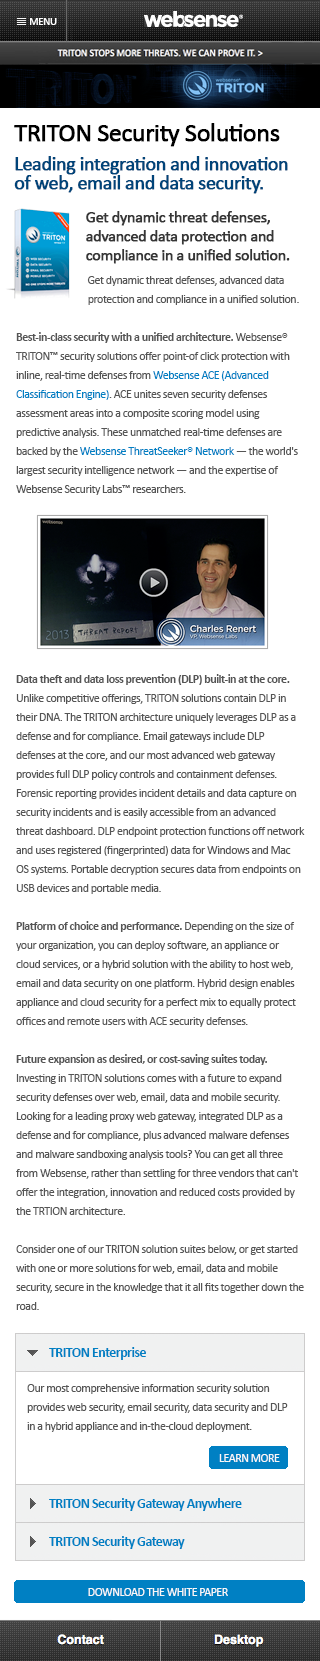 MENU
websense®
TRITON STOPS MORE THREATS. WE CAN PROVE IT. >
websense®
TRITON™
TRITON Security Solutions
Leading integration and innovation
of web, email and data security.
TRITON
WEB SECURITY
DATA SECURITY
EMAIL SECURITY
MOBILE SECURITY
Get dynamic threat defenses,
advanced data protection and
compliance in a unified solution.
Get dynamic threat defenses, advanced data
protection and compliance in a unified solution.
Best-in-class security with a unified architecture. Websense®
TRITON™ security solutions offer point-of click protection with
inline, real-time defenses from Websense ACE (Advanced
Classification Engine). ACE unites seven security defenses
assessment areas into a composite scoring model using
predictive analysis. These unmatched real-time defenses are
backed by the Websense ThreatSeeker® Network — the world's
largest security intelligence network — and the expertise of
Websense Security Labs™ researchers.
websense
2013 THREAT REPORT
Charles Renert
VP, Websense Labs
Data theft and data loss prevention (DLP) built-in at the core.
Unlike competitive offerings, TRITON solutions contain DLP in
their DNA. The TRITON architecture uniquely leverages DLP as a
defense and for compliance. Email gateways include DLP
defenses at the core, and our most advanced web gateway
provides full DLP policy controls and containment defenses.
Forensic reporting provides incident details and data capture on
security incidents and is easily accessible from an advanced
threat dashboard. DLP endpoint protection functions off network
and uses registered (fingerprinted) data for Windows and Mac
OS systems. Portable decryption secures data from endpoints on
USB devices and portable media.
Platform of choice and performance. Depending on the size of
your organization, you can deploy software, an appliance or
cloud services, or a hybrid solution with the ability to host web,
email and data security on one platform. Hybrid design enables
appliance and cloud security for a perfect mix to equally protect
offices and remote users with ACE security defenses.
Future expansion as desired, or cost-saving suites today.
Investing in TRITON solutions comes with a future to expand
security defenses over web, email, data and mobile security.
Looking for a leading proxy web gateway, integrated DLP as a
defense and for compliance, plus advanced malware defenses
and malware sandboxing analysis tools? You can get all three
from Websense, rather than settling for three vendors that can't
offer the integration, innovation and reduced costs provided by
the TRTION architecture.
Consider one of our TRITON solution suites below, or get started
with one or more solutions for web, email, data and mobile
security, secure in the knowledge that it all fits together down the
road.
TRITON Enterprise
Our most comprehensive information security solution
provides web security, email security, data security and DLP
in a hybrid appliance and in-the-cloud deployment.
LEARN MORE
TRITON Security Gateway Anywhere
TRITON Security Gateway
DOWNLOAD THE WHITE PAPER
Contact
Desktop